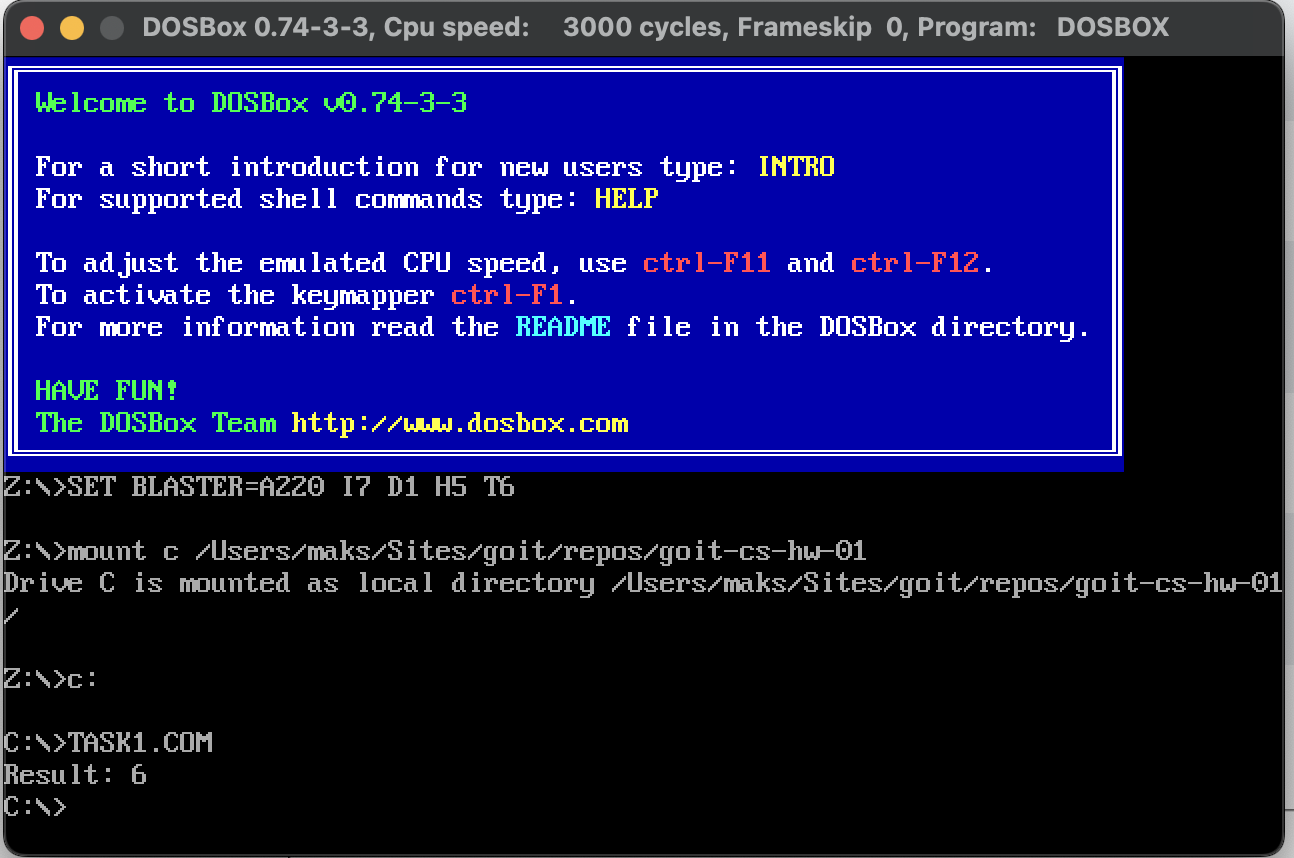 DOSBox 0.74-3-3, Cpu speed: 3000 cycles, Frameskip 0, Program: DOSBOX
Welcome to DOSBox v0.74-3-3
For a short introduction for new users type: INTRO
For supported shell commands type: HELP
To adjust the emulated CPU speed, use ctrl-F11 and ctrl-F12.
To activate the keymapper ctrl-F1.
For more information read the README file in the DOSBox directory.
HAVE FUN!
The DOSBox Team http://www.dosbox.com
Z:\>SET BLASTER=A220 I7 D1 H5 T6
Z:\>mount c /Users/maks/Sites/goit/repos/goit-cs-hw-01
Drive C is mounted as local directory /Users/maks/Sites/goit/repos/goit-cs-hw-01
/
Z:\>c:
C:\>TASK1.COM
Result: 6
C:\>